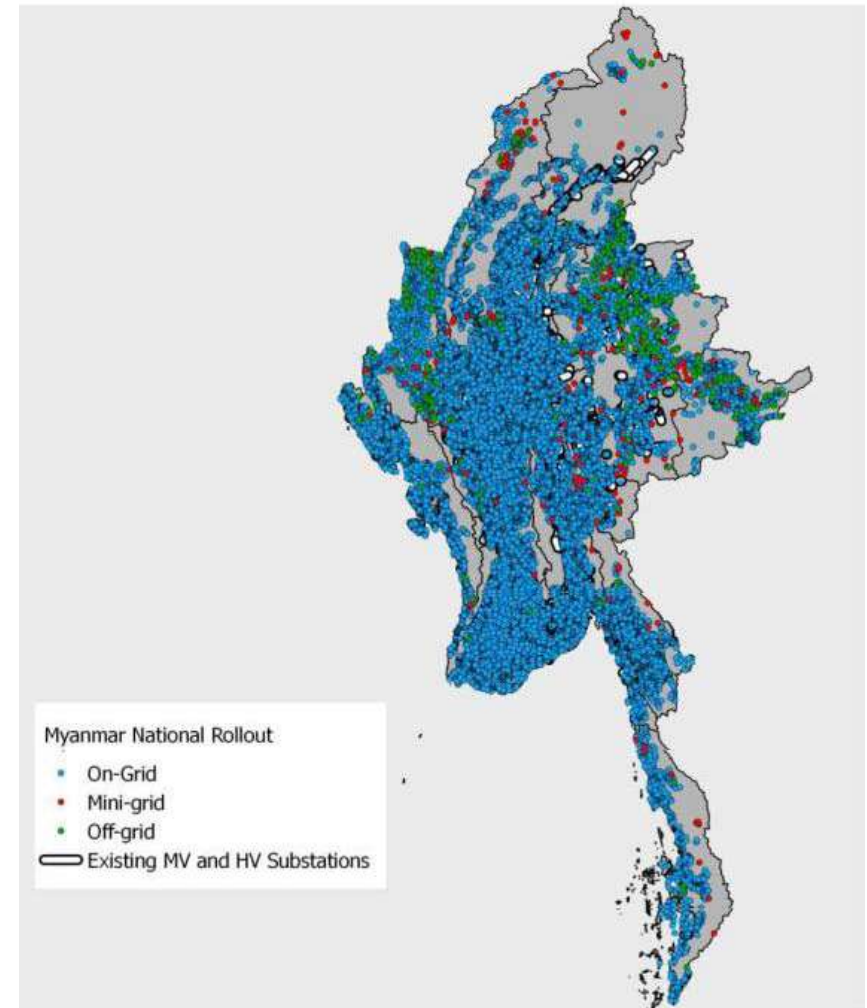 Myanmar National Rollout
On-Grid
Mini-grid
Off-grid
Existing MV and HV Substations